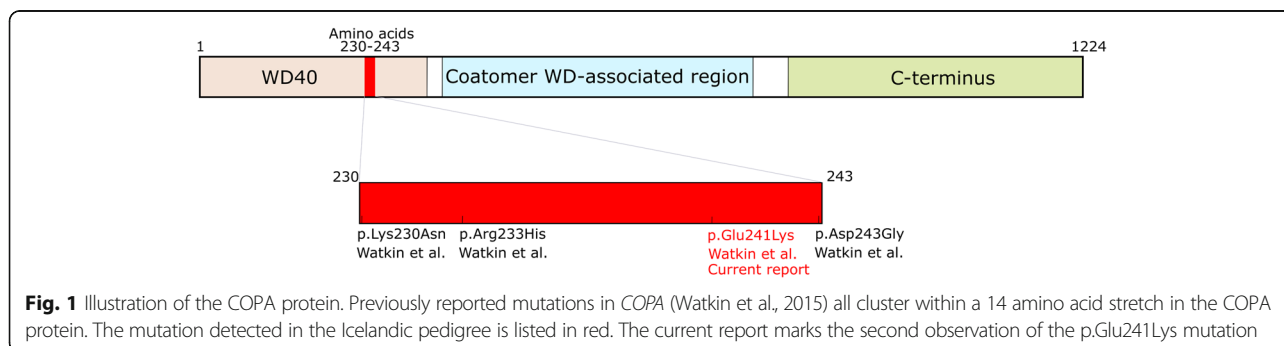 Amino acids
1 230-243 1224
WD40 Coatomer WD-associated region C-terminus
230 243
p.Lys230Asn p.Arg233His p.Glu241Lys p.Asp243Gly
Watkin et al. Watkin et al. Watkin et al. Watkin et al.
Current report
Fig. 1 Illustration of the COPA protein. Previously reported mutations in COPA (Watkin et al., 2015) all cluster within a 14 amino acid stretch in the COPA
protein. The mutation detected in the Icelandic pedigree is listed in red. The current report marks the second observation of the p.Glu241Lys mutation